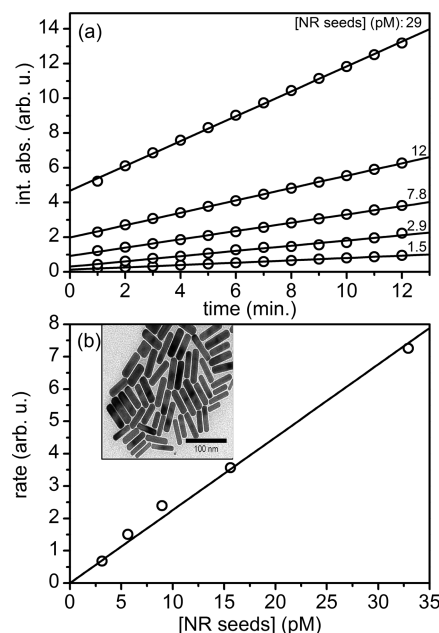 (a)
[NR seeds] (pM): 29
14
12
10
8
6
4
2
0
int. abs. (arb. u.)
12
7.8
2.9
1.5
0 2 4 6 8 10 12
time (min.)
(b)
8
7
6
5
4
3
2
1
0
rate (arb. u.)
100 nm
0 5 10 15 20 25 30 35
[NR seeds] (pM)